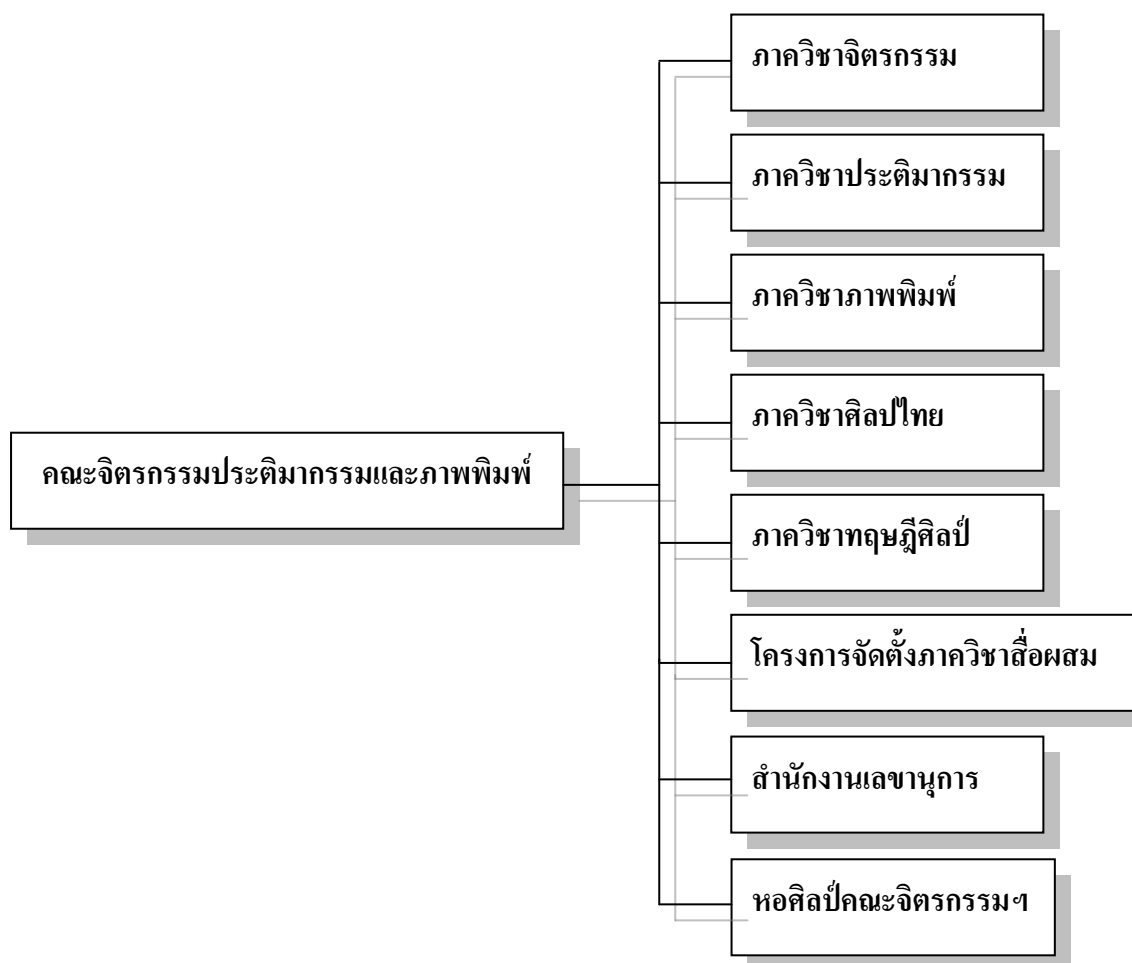 ภาควิชาจิตรกรรม
ภาควิชาประติมากรรม
ภาควิชาภาพพิมพ์
ภาควิชาศิลปไทย
คณะจิตรกรรมประติมากรรมและภาพพิมพ์
ภาควิชาทฤษฎีศิลป์
โครงการจัดตั้งภาควิชาสื่อผสม
สำนักงานเลขานุการ
หอศิลป์คณะจิตรกรรมฯ